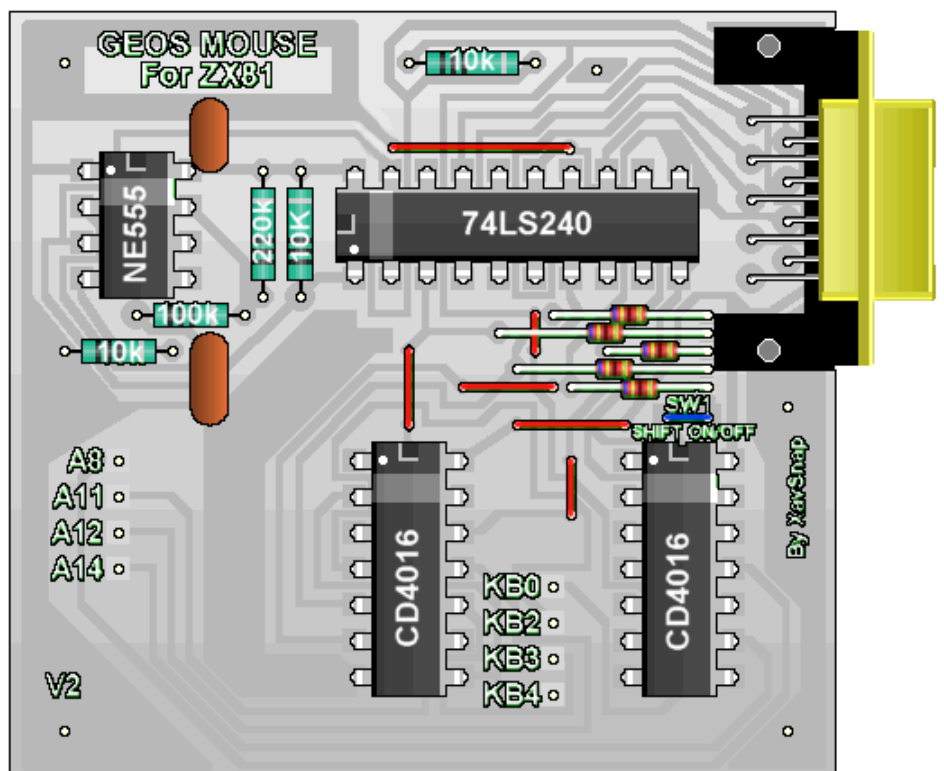 GEOS MOUSE
For ZX81
10k
NE555
220k
10K
74LS240
100k
10k
SW1
SHIFT ON/OFF
A8
A11
A12
A14
CD4016
CD4016
By XavSnap
KB0
KB2
KB3
KB4
V2